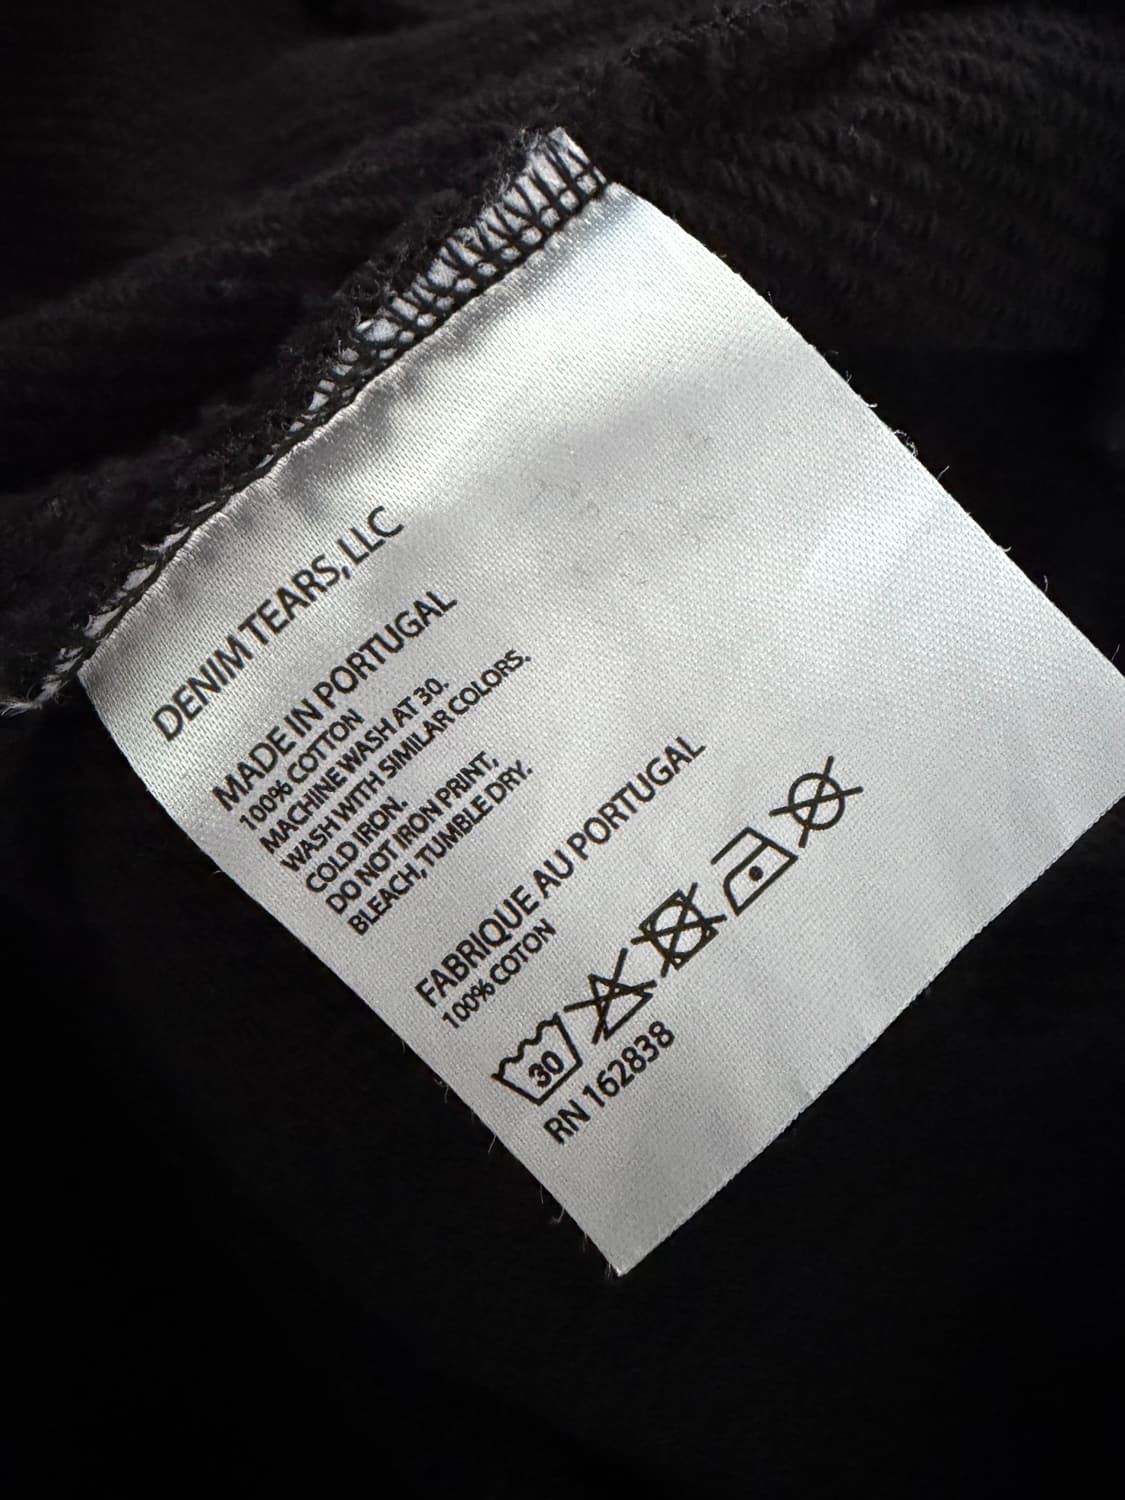 DENIM TEARS, LLC
MADE IN PORTUGAL
100% COTTON
MACHINE WASH AT 30.
WASH WITH SIMILAR COLORS.
COLD IRON.
DO NOT IRON PRINT,
BLEACH, TUMBLE DRY.
FABRIQUE AU PORTUGAL
100% COTON
30
RN 162838